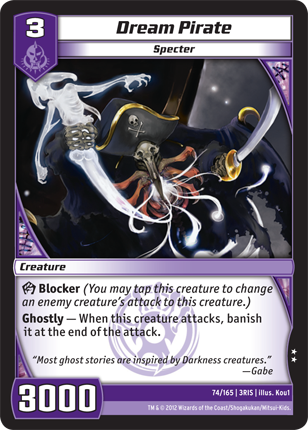 3
Dream Pirate
Specter
Creature
Blocker (You may tap this creature to change
an enemy creature's attack to this creature.)
Ghostly — When this creature attacks, banish
it at the end of the attack.
"Most ghost stories are inspired by Darkness creatures."
—Gabe
3000
74/165 | 3RIS | illus. Kou1
TM & © 2012 Wizards of the Coast/Shogakukan/Mitsui-Kids.